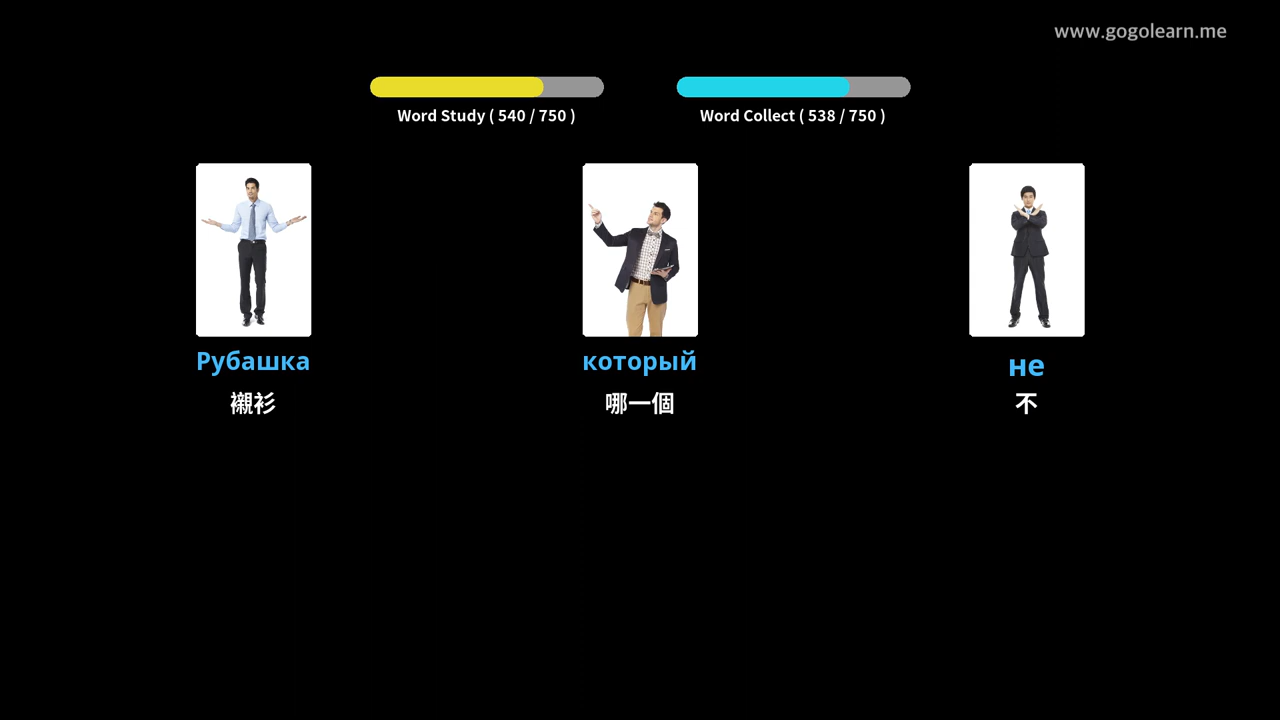 www.gogolearn.me
Word Study ( 540 / 750 )
Word Collect ( 538 / 750 )
Рубашка
который
не
襯衫
哪一個
不